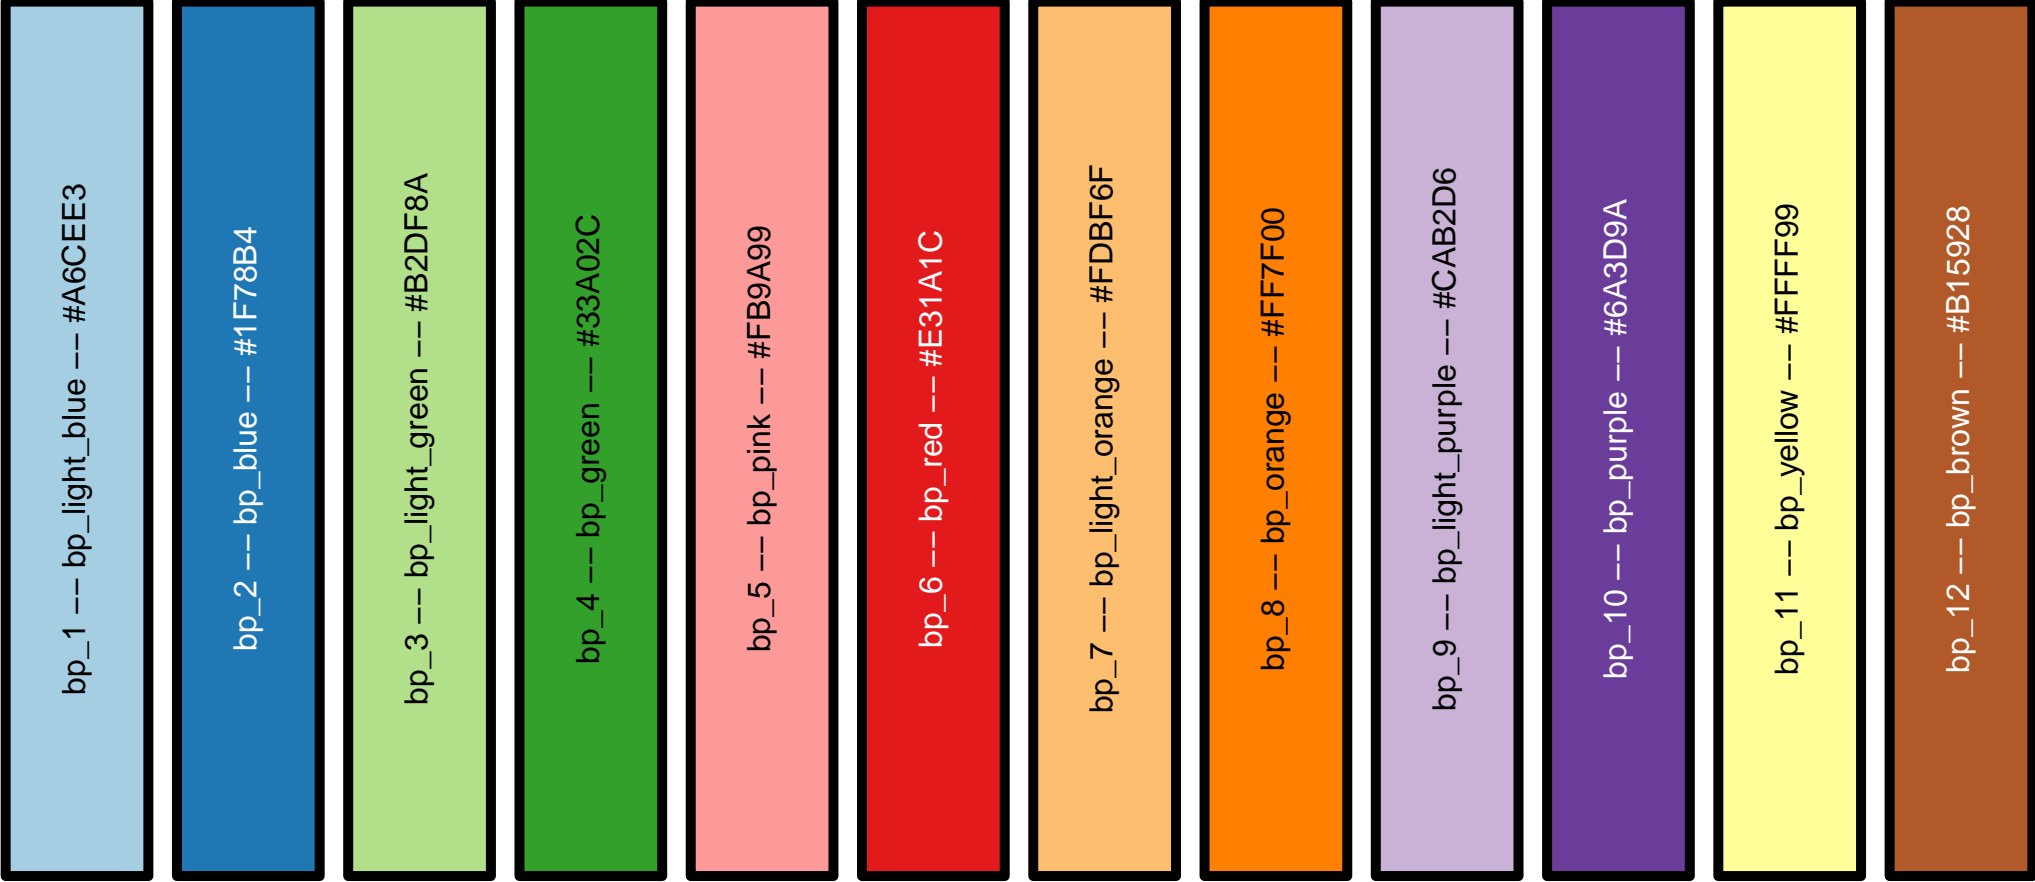 bp_1 –– bp_light_blue –– #A6CEE3
bp_2 –– bp_blue –– #1F78B4
bp_3 –– bp_light_green –– #B2DF8A
bp_4 –– bp_green –– #33A02C
bp_5 –– bp_pink –– #FB9A99
bp_6 –– bp_red –– #E31A1C
bp_7 –– bp_light_orange –– #FDBF6F
bp_8 –– bp_orange –– #FF7F00
bp_9 –– bp_light_purple –– #CAB2D6
bp_10 –– bp_purple –– #6A3D9A
bp_11 –– bp_yellow –– #FFFF99
bp_12 –– bp_brown –– #B15928